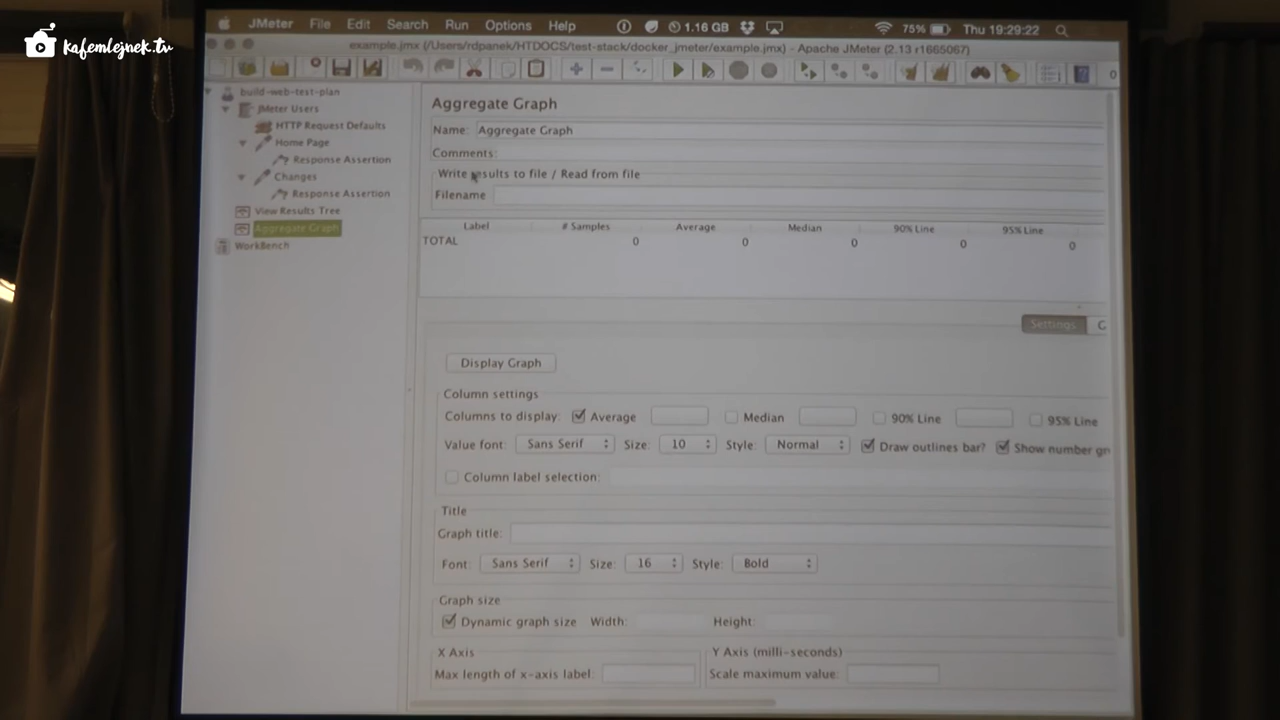 kafemlejnek.tv
JMeter File Edit Search Run Options Help 1.16 GB 75% Thu 19:29:22
example.jmx (/Users/rdpanek/HTDOCS/test-stack/docker_jmeter/example.jmx) - Apache JMeter (2.13 r1665067)
0
build-web-test-plan
JMeter Users
HTTP Request Defaults
Home Page
Response Assertion
Changes
Response Assertion
View Results Tree
Aggregate Graph
WorkBench
Aggregate Graph
Name: Aggregate Graph
Comments:
Write results to file / Read from file
Filename
Label # Samples Average Median 90% Line 95% Line
TOTAL 0 0 0 0 0
Settings G
Display Graph
Column settings
Columns to display: Average Median 90% Line 95% Line
Value font: Sans Serif Size: 10 Style: Normal Draw outlines bar? Show number gr
Column label selection:
Title
Graph title:
Font: Sans Serif Size: 16 Style: Bold
Graph size
Dynamic graph size Width: Height:
X Axis Y Axis (milli-seconds)
Max length of x-axis label: Scale maximum value: